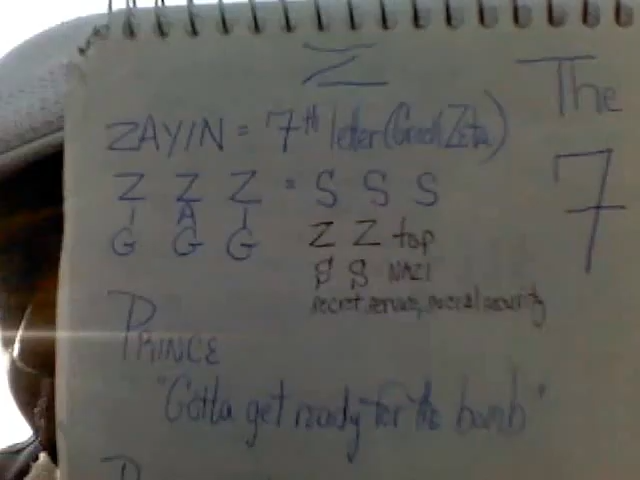 Z
The
7
ZAYIN = 7th letter (Greek Zeta)
Z Z Z = S S S
I A I
G G G
Z Z top
S S NAZI
secret service, social security
PRINCE
"Gotta get ready for the bomb"